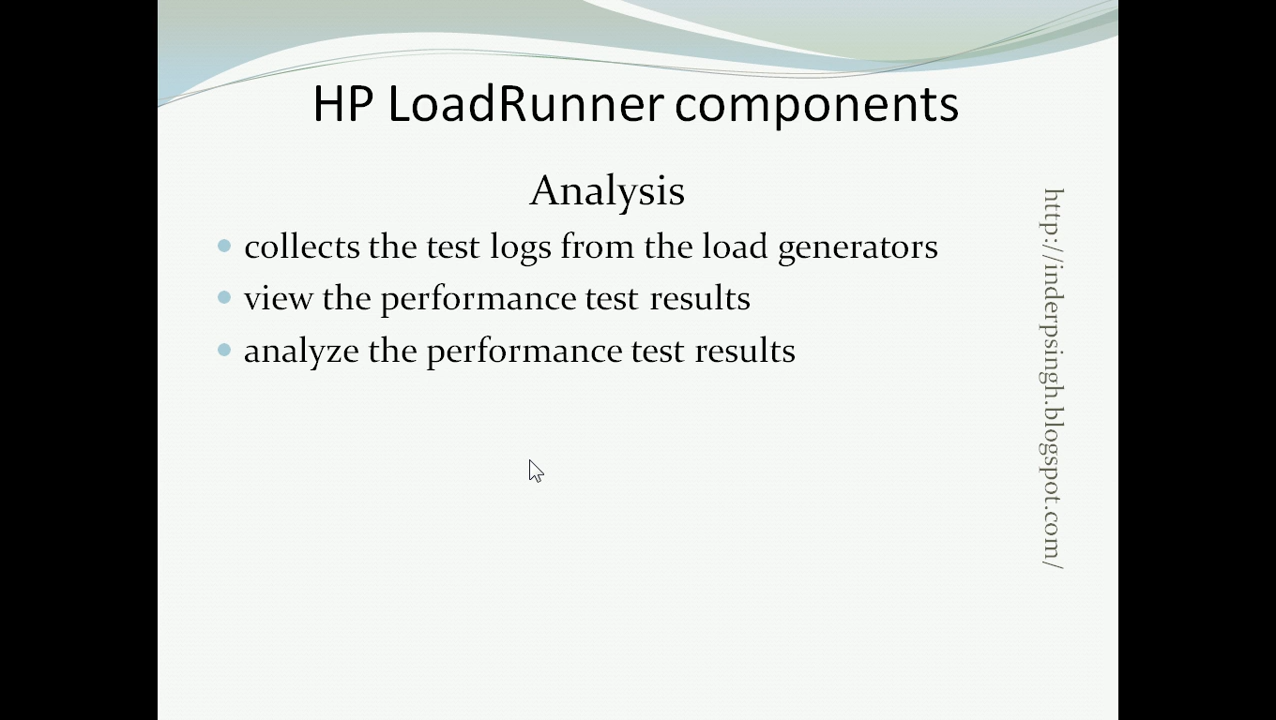 HP LoadRunner components
Analysis
collects the test logs from the load generators
view the performance test results
analyze the performance test results
http://inderpsingh.blogspot.com/